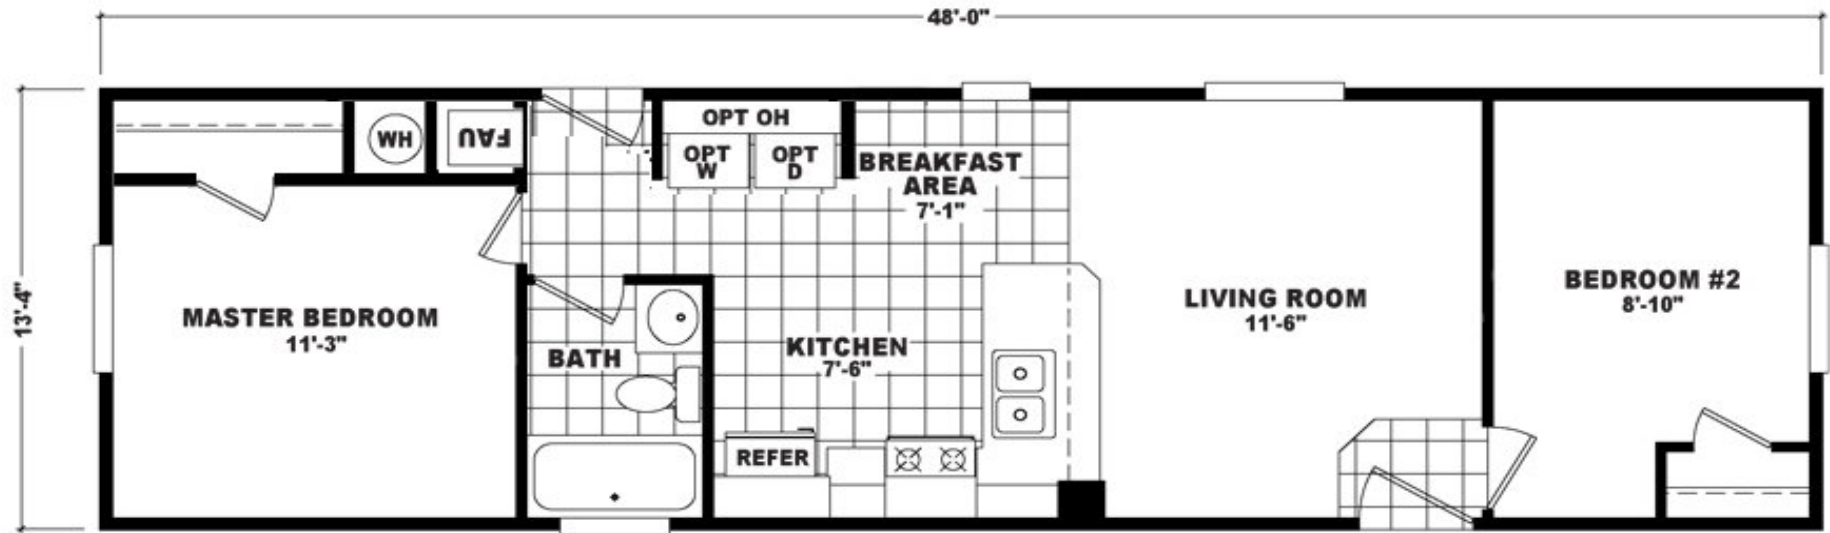 48'-0"
13'-4"
HW
FAU
OPT OH
OPT
W
OPT
D
BREAKFAST
AREA
7'-1"
MASTER BEDROOM
11'-3"
BATH
KITCHEN
7'-6"
REFER
LIVING ROOM
11'-6"
BEDROOM #2
8'-10"